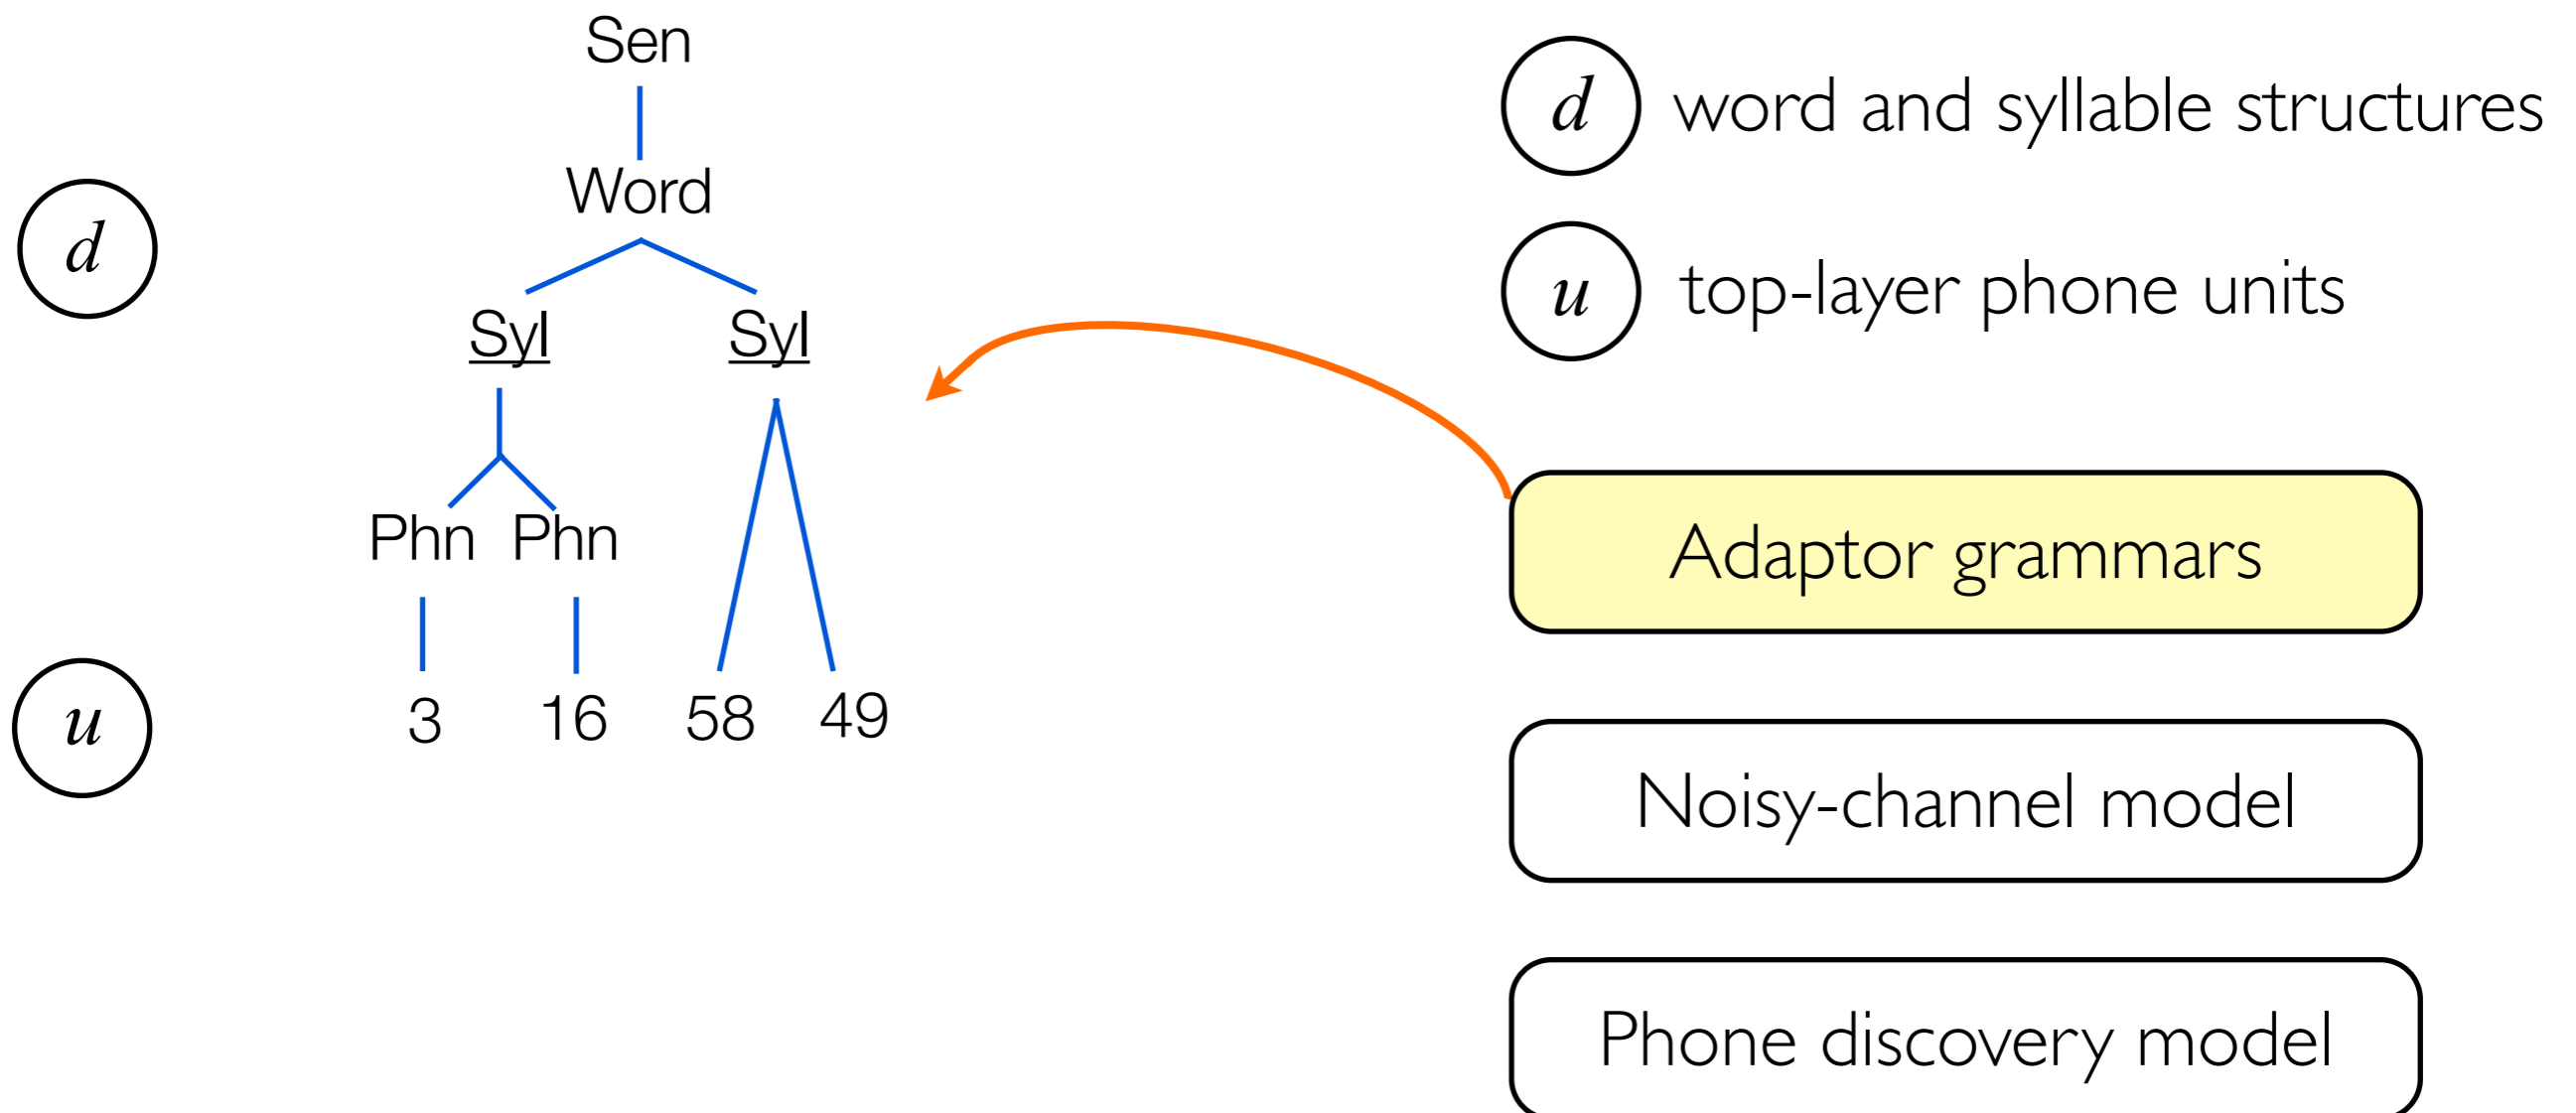 Sen
Word
d
Syl Syl
Phn Phn
u
3 16 58 49
d word and syllable structures
u top-layer phone units
Adaptor grammars
Noisy-channel model
Phone discovery model